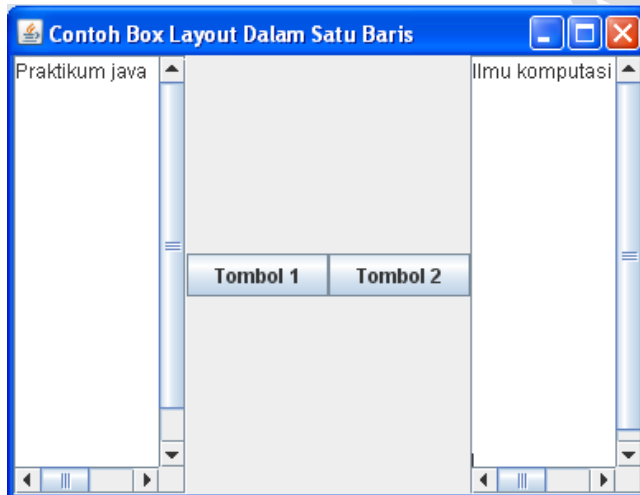 Contoh Box Layout Dalam Satu Baris
Praktikum java
Ilmu komputasi
Tombol 1
Tombol 2